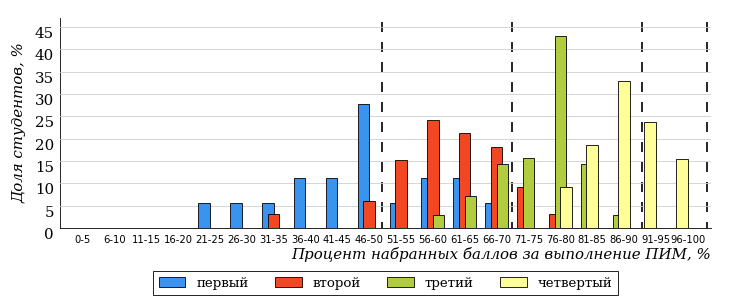 Доля студентов, %
45
40
35
30
25
20
15
10
5
0
0-5 6-10 11-15 16-20 21-25 26-30 31-35 36-40 41-45 46-50 51-55 56-60 61-65 66-70 71-75 76-80 81-85 86-90 91-95 96-100
Процент набранных баллов за выполнение ПИМ, %
первый второй третий четвертый